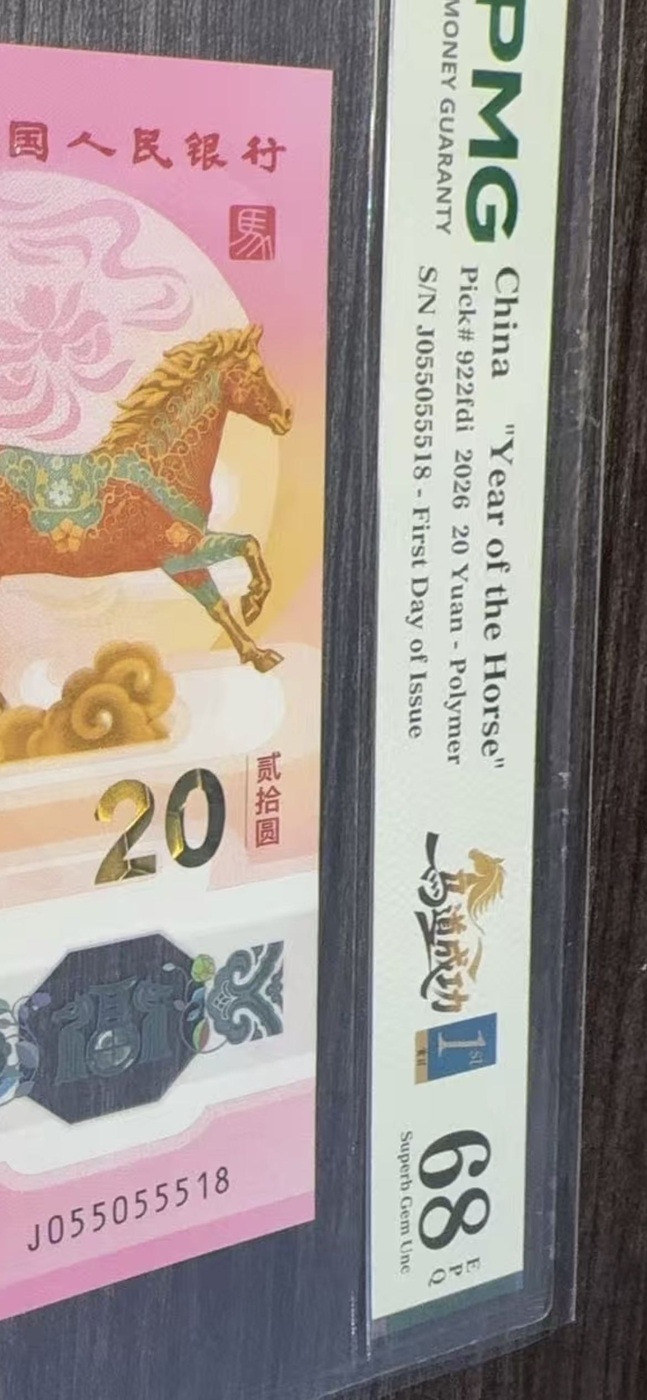 国人民银行
馬
20
贰拾圆
J055055518
PMG
MONEY GUARANTY
China "Year of the Horse"
Pick# 922fdi 2026 20 Yuan - Polymer
S/N J055055518 - First Day of Issue
马道成功
1st
68 EPQ
Superb Gem Unc